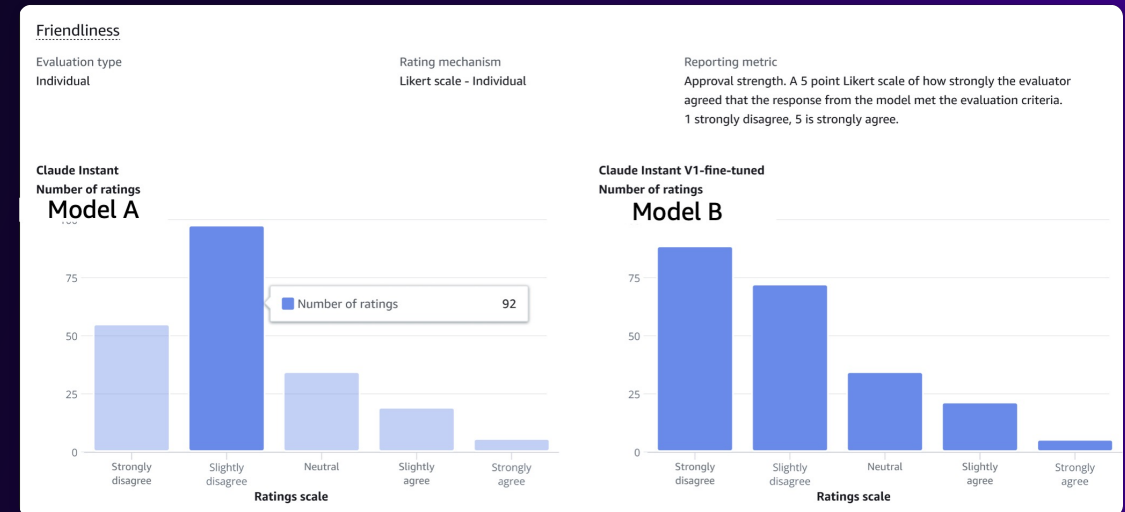 Friendliness
Evaluation type
Individual
Rating mechanism
Likert scale - Individual
Reporting metric
Approval strength. A 5 point Likert scale of how strongly the evaluator
agreed that the response from the model met the evaluation criteria.
1 strongly disagree, 5 is strongly agree.
Claude Instant
Number of ratings
Model A
75
50
25
0
Number of ratings 92
Strongly disagree
Slightly disagree
Neutral
Slightly agree
Strongly agree
Ratings scale
Claude Instant V1-fine-tuned
Number of ratings
Model B
75
50
25
0
Strongly disagree
Slightly disagree
Neutral
Slightly agree
Strongly agree
Ratings scale